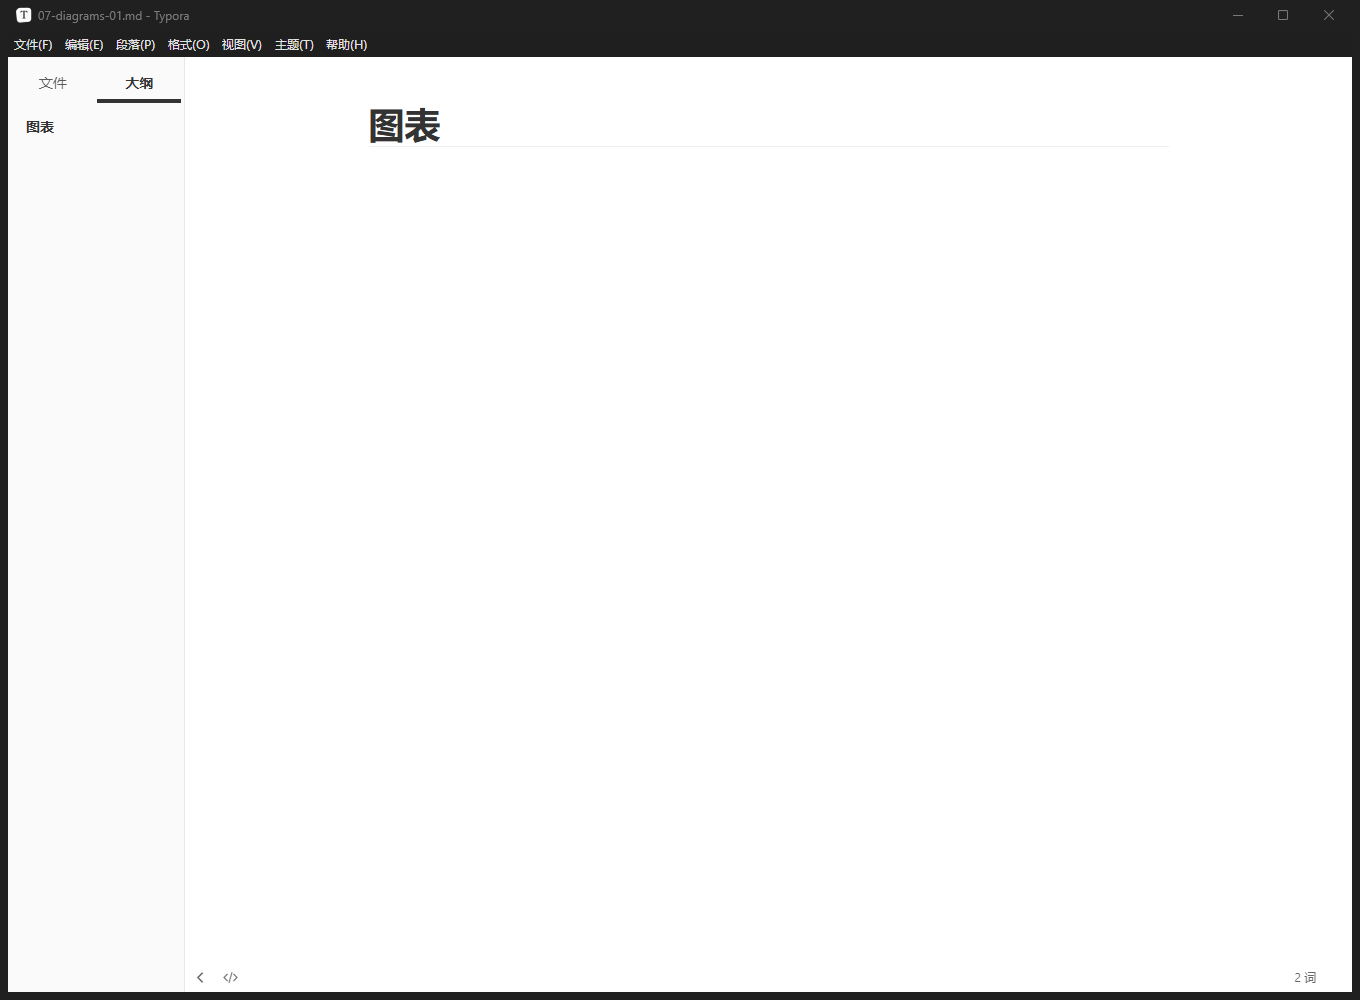 07-diagrams-01.md - Typora
文件(F) 编辑(E) 段落(P) 格式(O) 视图(V) 主题(T) 帮助(H)
文件 大纲
图表
图表
2 词